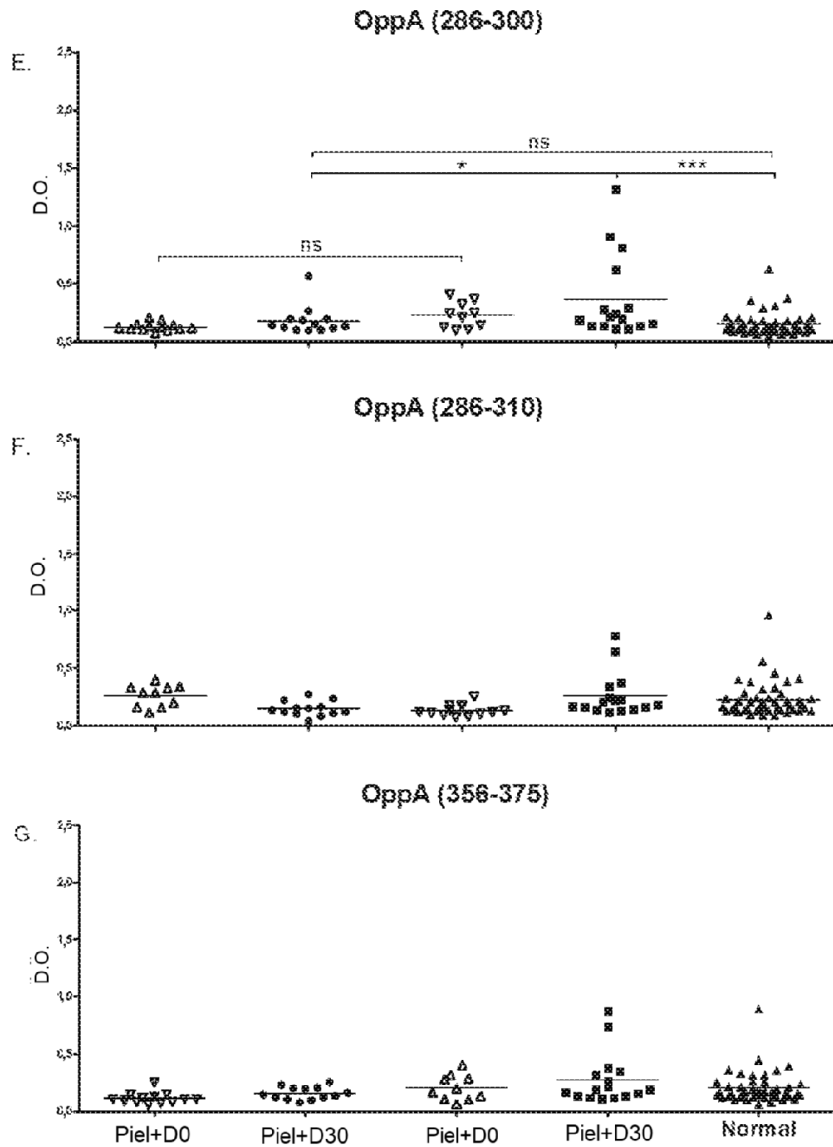 OppA (286-300)
E.
2,5
2,0
1,5
1,0
0,5
0,0
D.O.
ns
* ***
ns
OppA (286-310)
F.
2,5
2,0
1,5
1,0
0,5
0,0
D.O.
OppA (356-375)
G.
2,5
2,0
1,5
1,0
0,5
0,0
D.O.
Piel+D0 Piel+D30 Piel+D0 Piel+D30 Normal